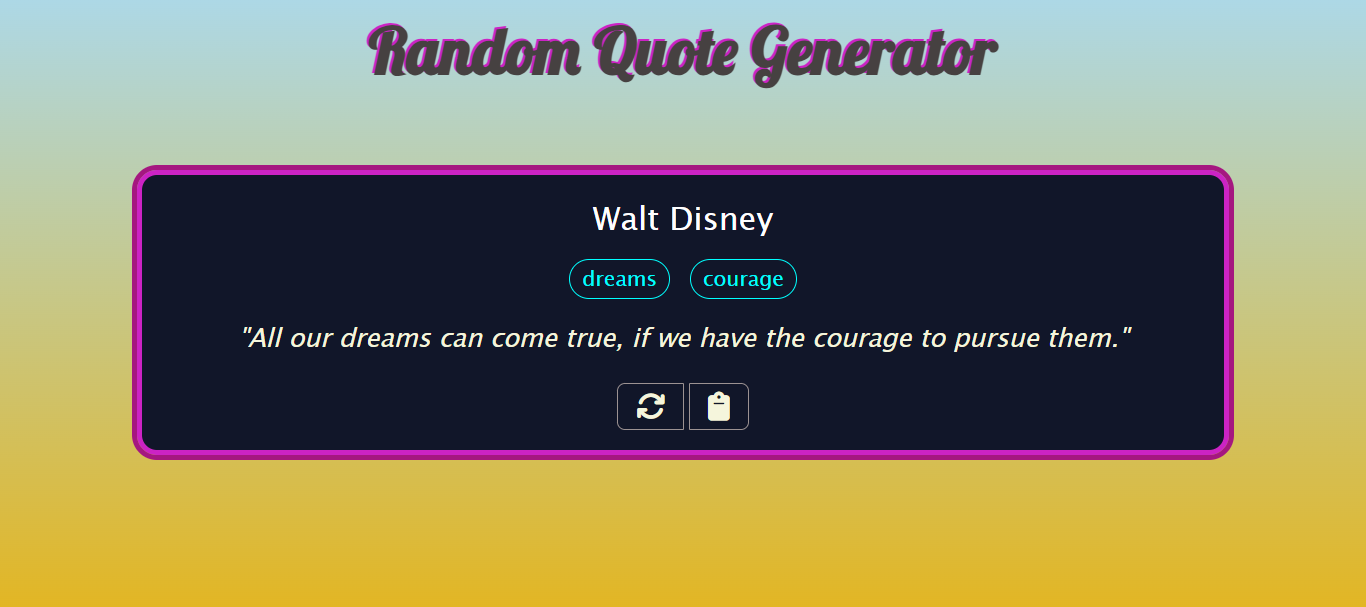 Random Quote Generator
Walt Disney
dreams courage
"All our dreams can come true, if we have the courage to pursue them."